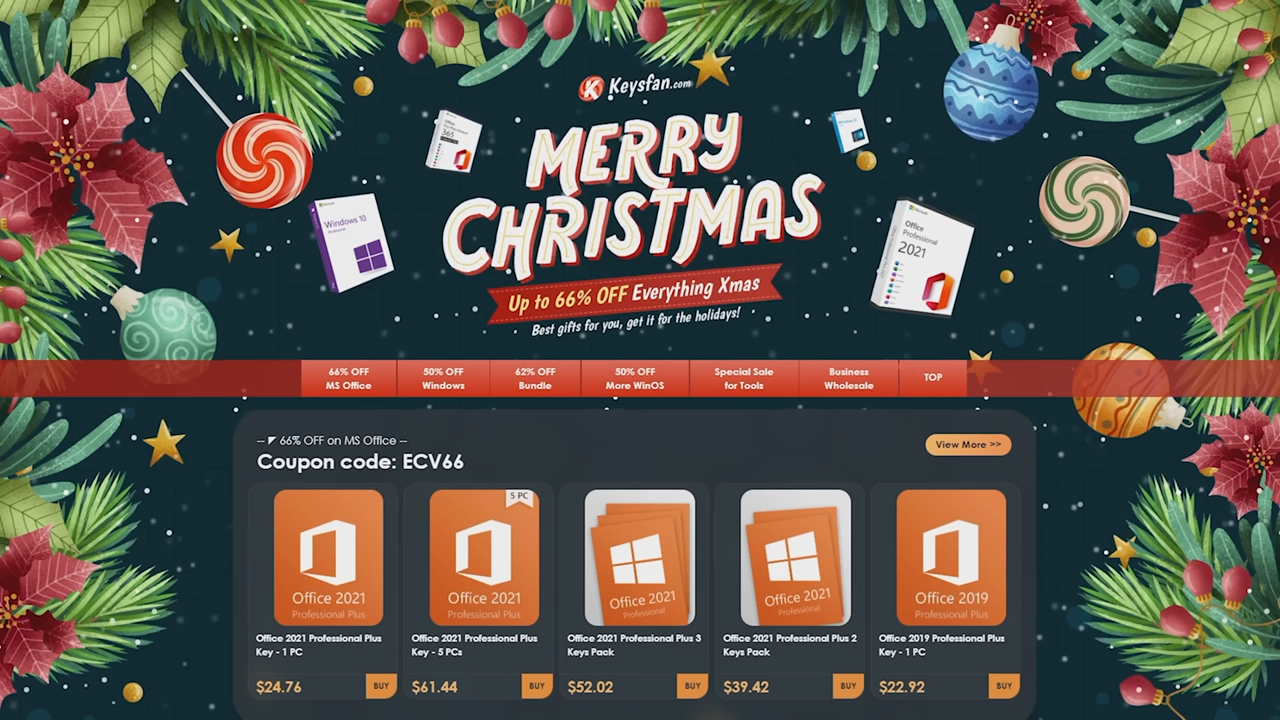 Keysfan.com
MERRY
CHRISTMAS
Up to 66% OFF Everything Xmas
Best gifts for you, get it for the holidays!
Office
365
Windows 10
Office
Professional
2021
66% OFF
MS Office
50% OFF
Windows
62% OFF
Bundle
50% OFF
More WinOS
Special Sale
for Tools
Business
Wholesale
TOP
66% OFF on MS Office
Coupon code: ECV66
View More >>
Office 2021
Professional Plus
5 PC
Office 2021
Professional Plus
Office 2021
Professional
Office 2021
Professional
Office 2019
Professional Plus
Office 2021 Professional Plus
Key - 1 PC
Office 2021 Professional Plus
Key - 5 PCs
Office 2021 Professional Plus 3
Keys Pack
Office 2021 Professional Plus 2
Keys Pack
Office 2019 Professional Plus
Key - 1 PC
$24.76 BUY
$61.44 BUY
$52.02 BUY
$39.42 BUY
$22.92 BUY